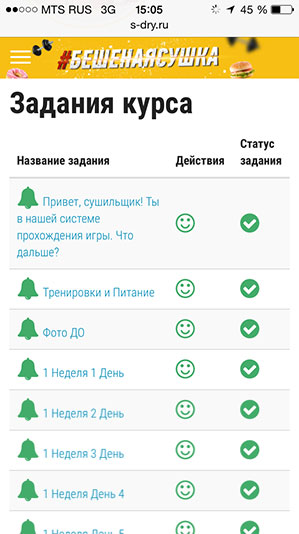 MTS RUS 3G 15:05 45 %
s-dry.ru
#БЕШЕНАЯСУШКА
Задания курса
Название задания Действия Статус задания
Привет, сушильщик! Ты
в нашей системе
прохождения игры. Что
дальше?
Тренировки и Питание
Фото ДО
1 Неделя 1 День
1 Неделя 2 День
1 Неделя 3 День
1 Неделя День 4
1 Неделя День 5